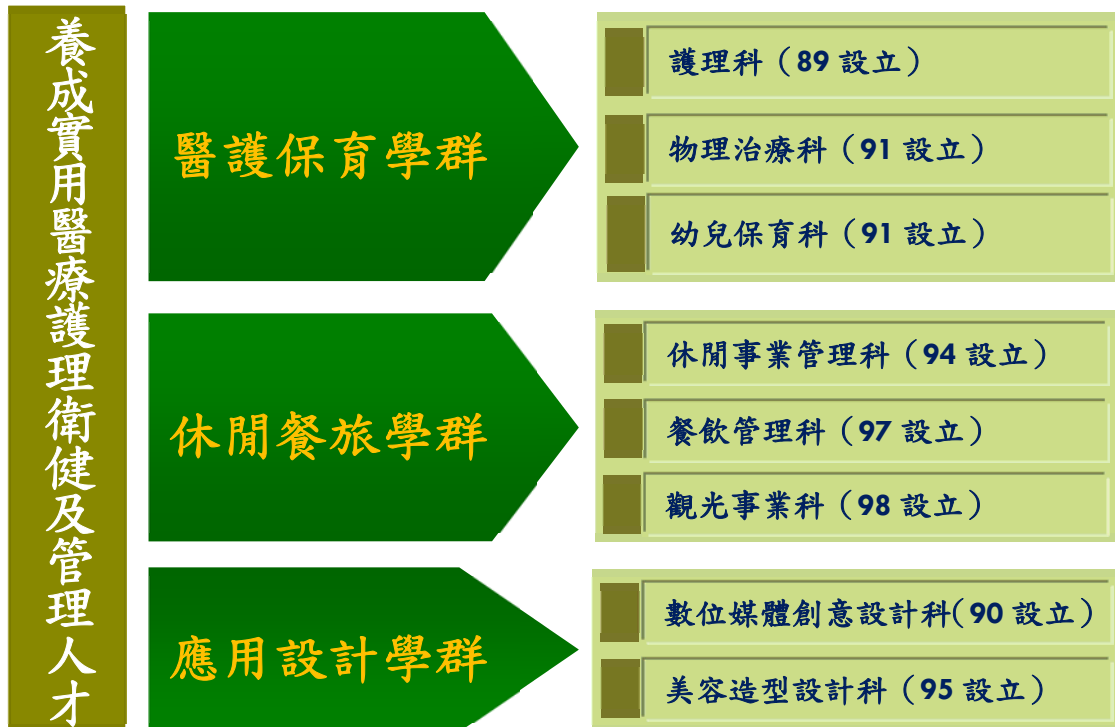 養成實用醫療護理衛健及管理人才
醫護保育學群
護理科（89 設立）
物理治療科（91 設立）
幼兒保育科（91 設立）
休閒餐旅學群
休閒事業管理科（94 設立）
餐飲管理科（97 設立）
觀光事業科（98 設立）
應用設計學群
數位媒體創意設計科（90 設立）
美容造型設計科（95 設立）